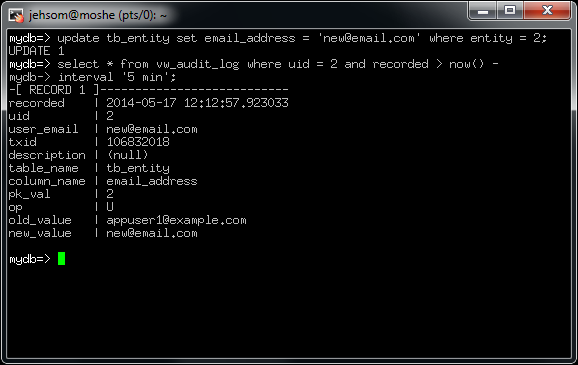 jehsom@moshe (pts/0): ~
mydb=> update tb_entity set email_address = 'new@email.com' where entity = 2;
UPDATE 1
mydb=> select * from vw_audit_log where uid = 2 and recorded > now() -
mydb-> interval '5 min';
-[ RECORD 1 ]---------------------------
recorded    | 2014-05-17 12:12:57.923033
uid         | 2
user_email  | new@email.com
txid        | 106832018
description | (null)
table_name  | tb_entity
column_name | email_address
pk_val      | 2
op          | U
old_value   | appuser1@example.com
new_value   | new@email.com
mydb=>